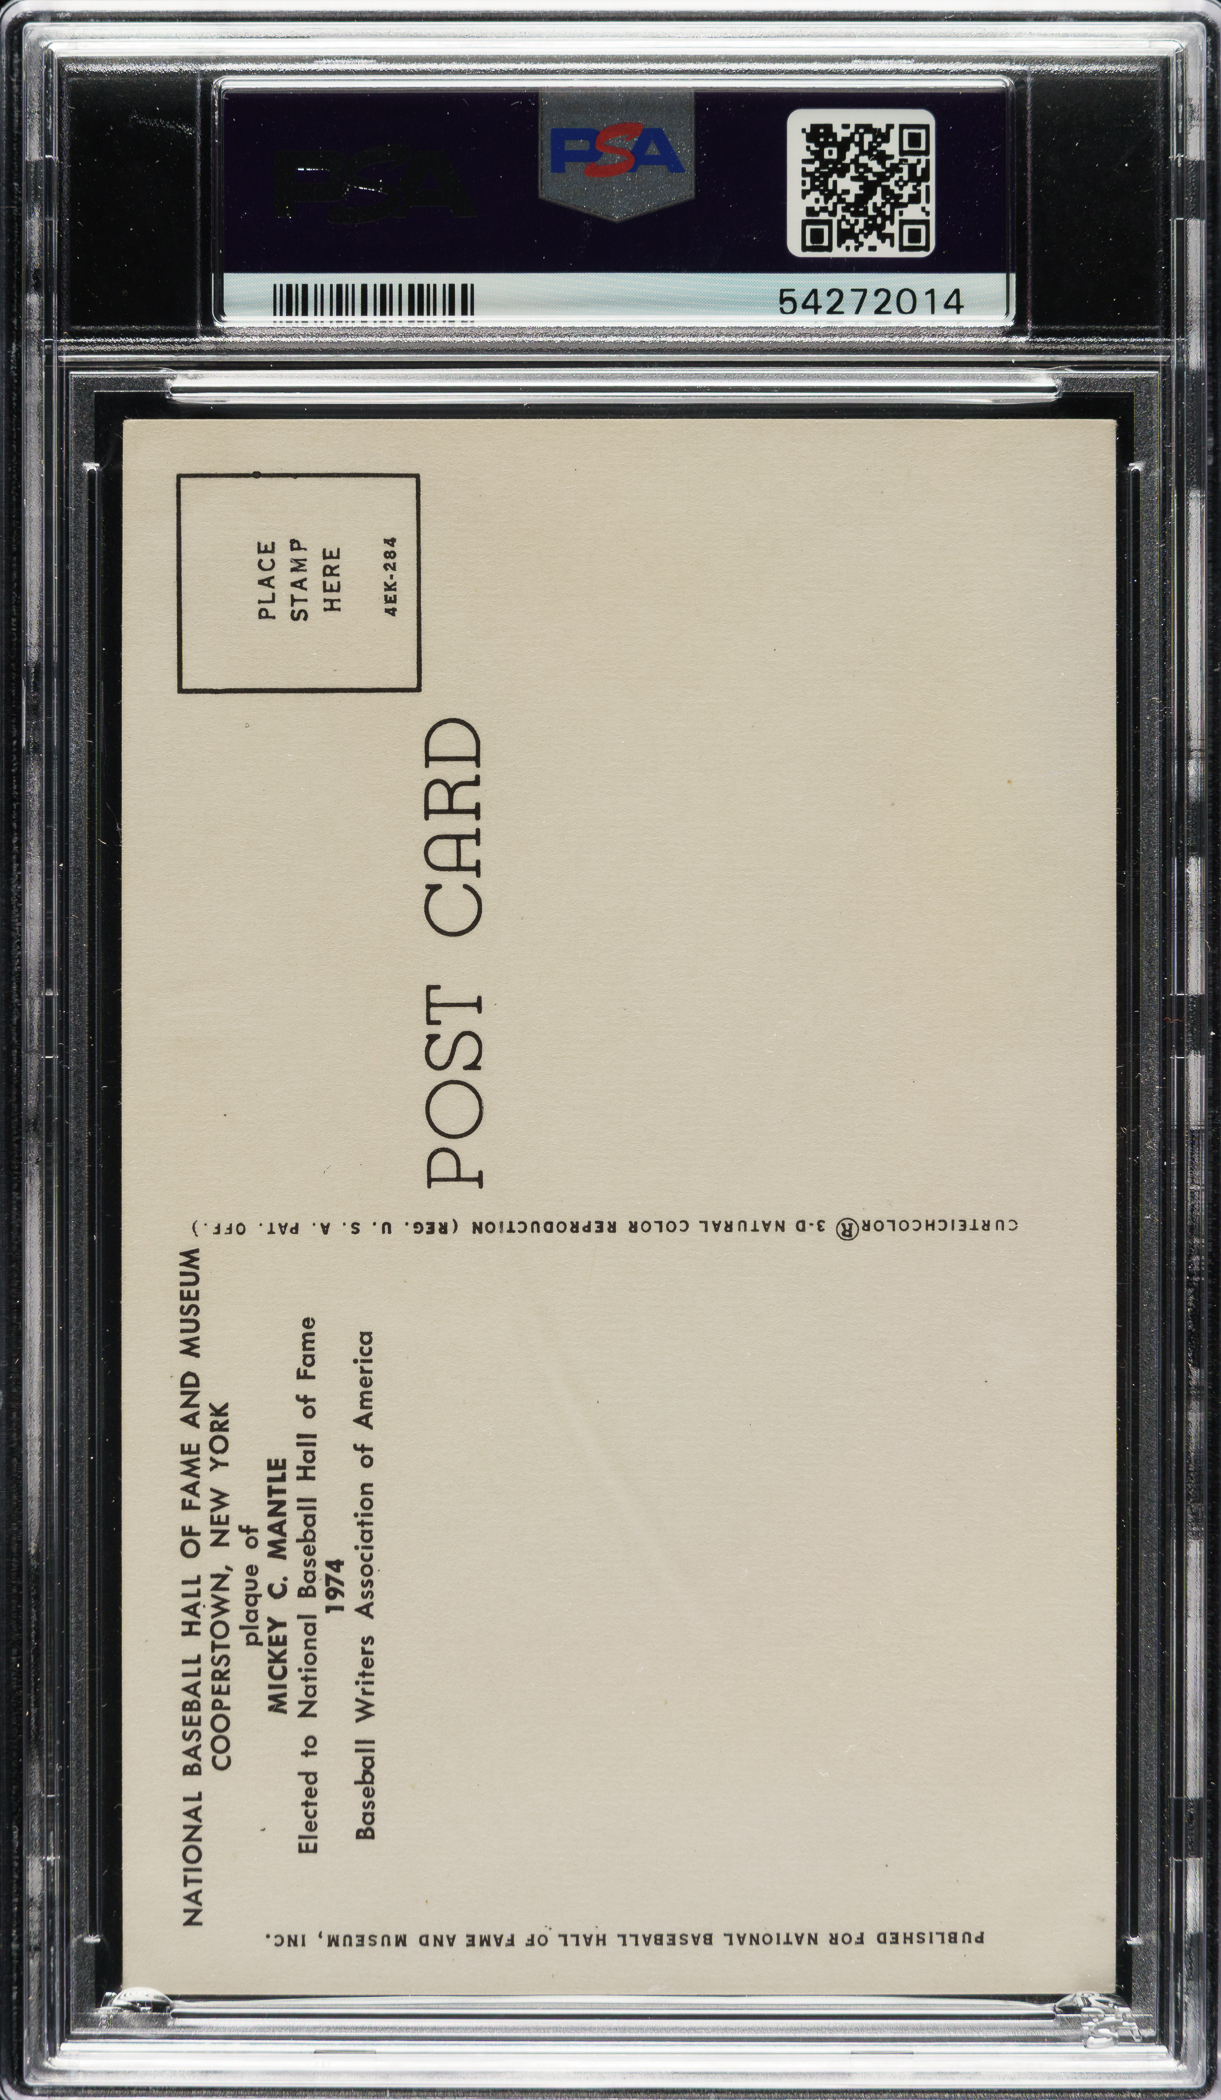 PSA
PSA
54272014
PLACE
STAMP
HERE
4EK-284
POST CARD
CURTEICHCOLOR® 3-D NATURAL COLOR REPRODUCTION (REG. U. S. A. PAT. OFF.)
NATIONAL BASEBALL HALL OF FAME AND MUSEUM
COOPERSTOWN, NEW YORK
plaque of
MICKEY C. MANTLE
Elected to National Baseball Hall of Fame
1974
Baseball Writers Association of America
PUBLISHED FOR NATIONAL BASEBALL HALL OF FAME AND MUSEUM, INC.